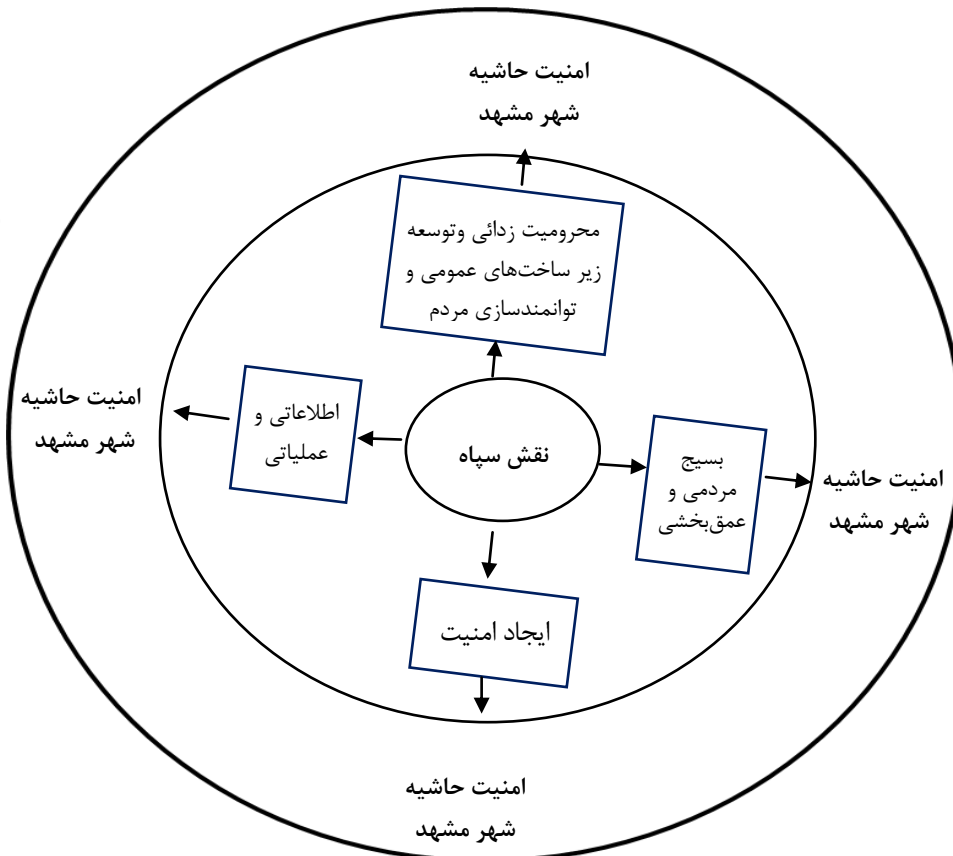 امنیت حاشیه
شهر مشهد
محرومیت زدائی وتوسعه
زیر ساخت‌های عمومی و
توانمندسازی مردم
امنیت حاشیه
شهر مشهد
اطلاعاتی و
عملیاتی
نقش سپاه
بسیج
مردمی و
عمق‌بخشی
امنیت حاشیه
شهر مشهد
ایجاد امنیت
امنیت حاشیه
شهر مشهد